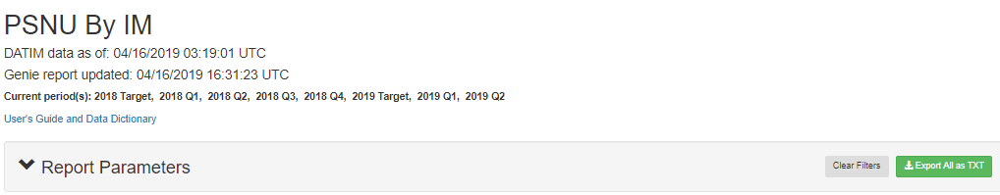 PSNU By IM
DATIM data as of: 04/16/2019 03:19:01 UTC
Genie report updated: 04/16/2019 16:31:23 UTC
Current period(s): 2018 Target, 2018 Q1, 2018 Q2, 2018 Q3, 2018 Q4, 2019 Target, 2019 Q1, 2019 Q2
User's Guide and Data Dictionary
Report Parameters
Clear Filters
Export All as TXT